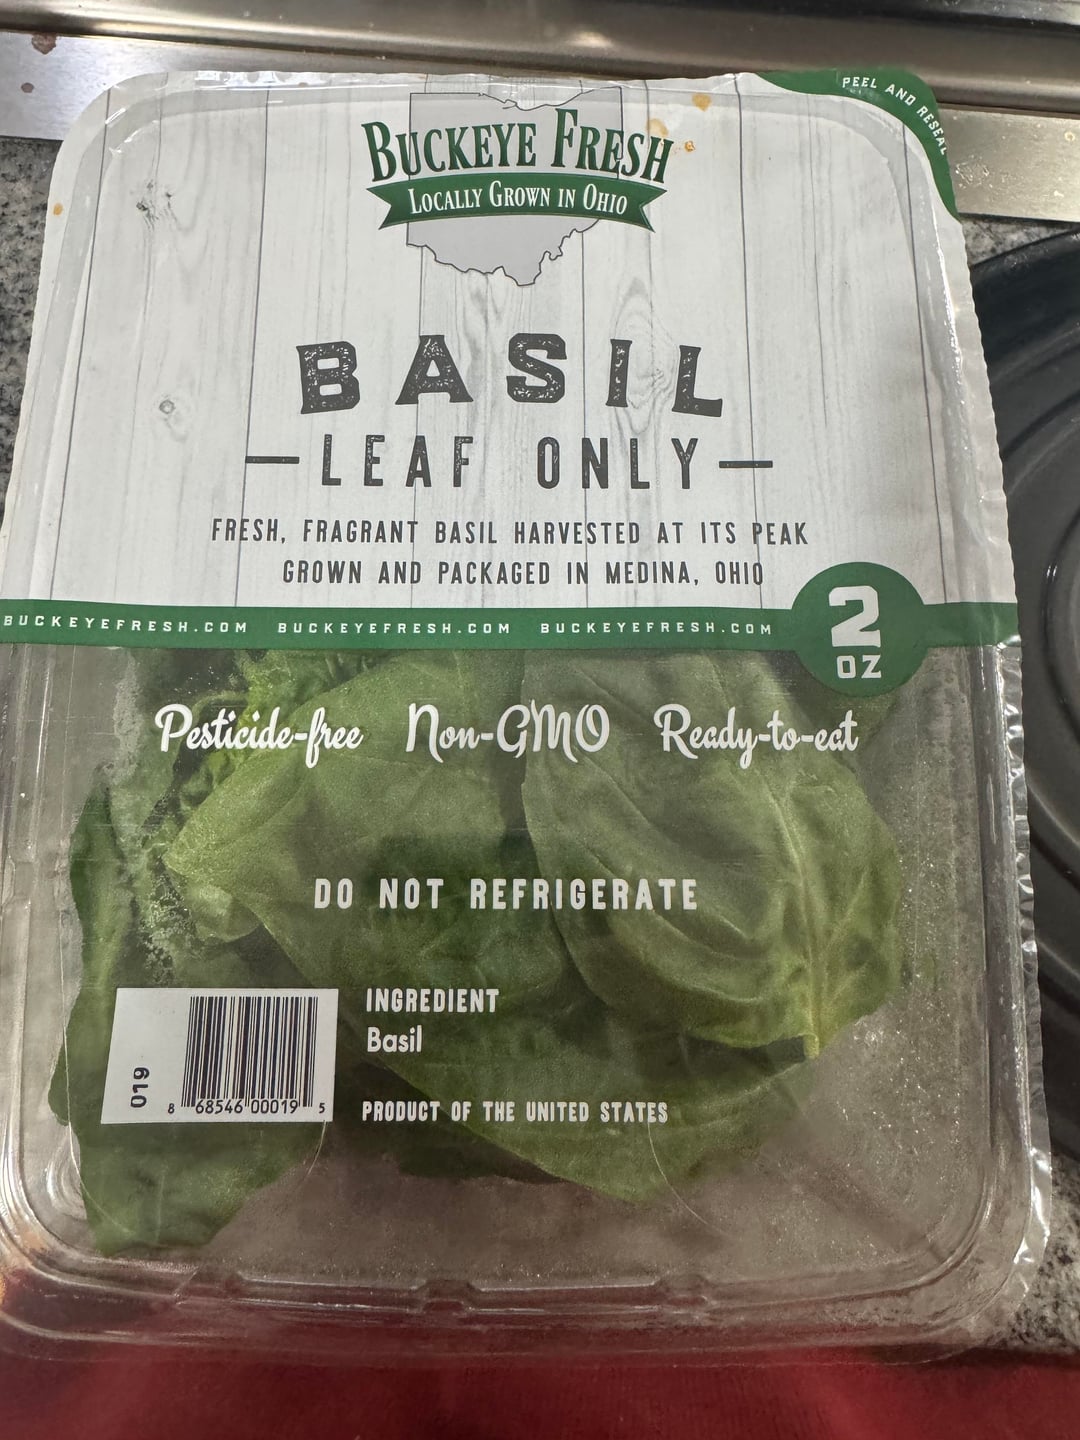 PEEL AND RESEAL
BUCKEYE FRESH
LOCALLY GROWN IN OHIO
BASIL
LEAF ONLY
FRESH, FRAGRANT BASIL HARVESTED AT ITS PEAK
GROWN AND PACKAGED IN MEDINA, OHIO
BUCKEYEFRESH.COM BUCKEYEFRESH.COM BUCKEYEFRESH.COM
2
OZ
Pesticide-free Non-GMO Ready-to-eat
DO NOT REFRIGERATE
INGREDIENT
Basil
019
8 68546 00019 5
PRODUCT OF THE UNITED STATES